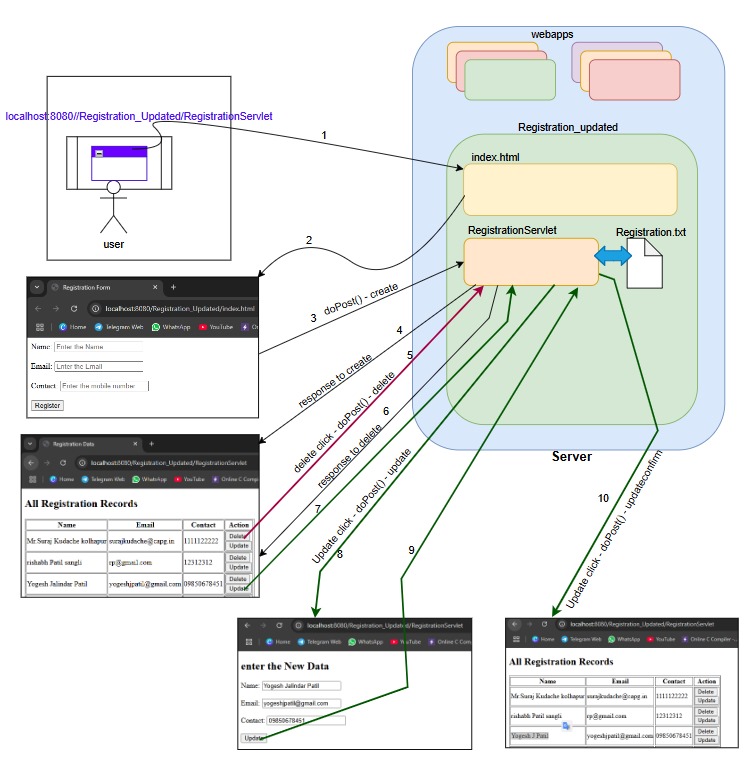 webapps
localhost:8080//Registration_Updated/RegistrationServlet
1
Registration_updated
index.html
user
2
RegistrationServlet
Registration.txt
Registration Form
localhost:8080/Registration_Updated/index.html
Home Telegram Web WhatsApp YouTube On
Name: Enter the Name
Email: Enter the Email
Contact: Enter the mobile number
Register
3
doPost() - create
4
response to create
5
delete click - doPost() - delete
6
response to delete
7
Update click - doPost() - update
8
9
Server
10
Update click - doPost() - updateconfirm
Registration Data
localhost:8080/Registration_Updated/RegistrationServlet
Home Telegram Web WhatsApp YouTube Online C Comp
All Registration Records
Name Email Contact Action
Mr.Suraj Kudache kolhapur surajkudache@capg.in 1111122222 Delete
Update
rishabh Patil sangli rp@gmail.com 12312312 Delete
Update
Yogesh Jalindar Patil yogeshjpatil@gmail.com 09850678451 Delete
Update
localhost:8080/Registration_Updated/RegistrationServlet
Home Telegram Web WhatsApp YouTube Online C Com
enter the New Data
Name: Yogesh Jalindar Patil
Email: yogeshjpatil@gmail.com
Contact: 09850678451
Update
localhost:8080/Registration_Updated/RegistrationServlet
Home Telegram Web WhatsApp YouTube Online C Compiler -...
All Registration Records
Name Email Contact Action
Mr.Suraj Kudache kolhapur surajkudache@capg.in 1111122222 Delete
Update
rishabh Patil sangli rp@gmail.com 12312312 Delete
Update
Yogesh J Patil yogeshjpatil@gmail.com 09850678451 Delete
Update